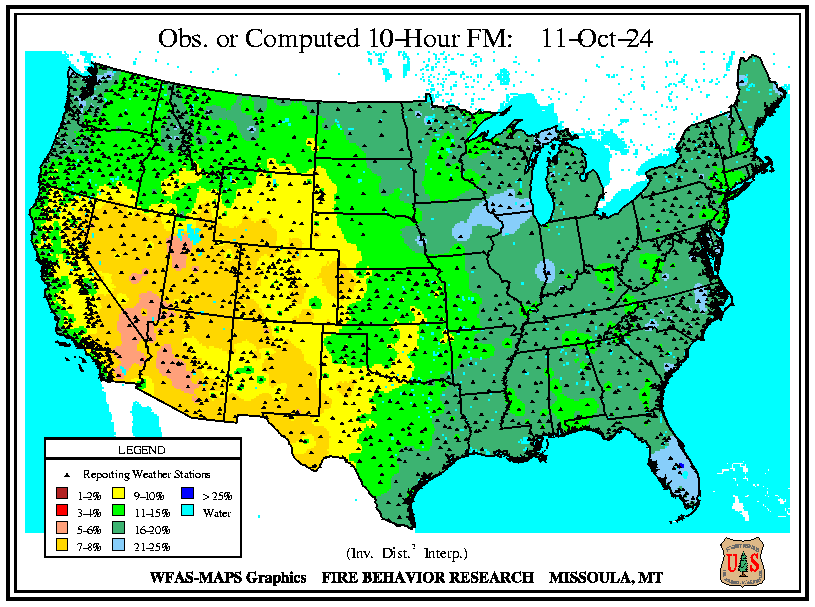 Obs. or Computed 10-Hour FM: 11-Oct-24
LEGEND
Reporting Weather Stations
1-2% 9-10% > 25%
3-4% 11-15% Water
5-6% 16-20%
7-8% 21-25%
(Inv. Dist.² Interp.)
WFAS-MAPS Graphics FIRE BEHAVIOR RESEARCH MISSOULA, MT
U S